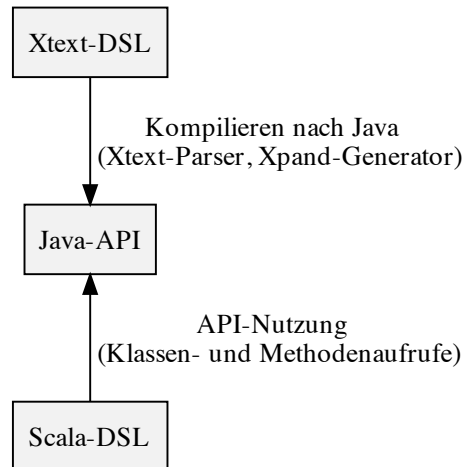 Xtext-DSL
Kompilieren nach Java
(Xtext-Parser, Xpand-Generator)
Java-API
API-Nutzung
(Klassen- und Methodenaufrufe)
Scala-DSL